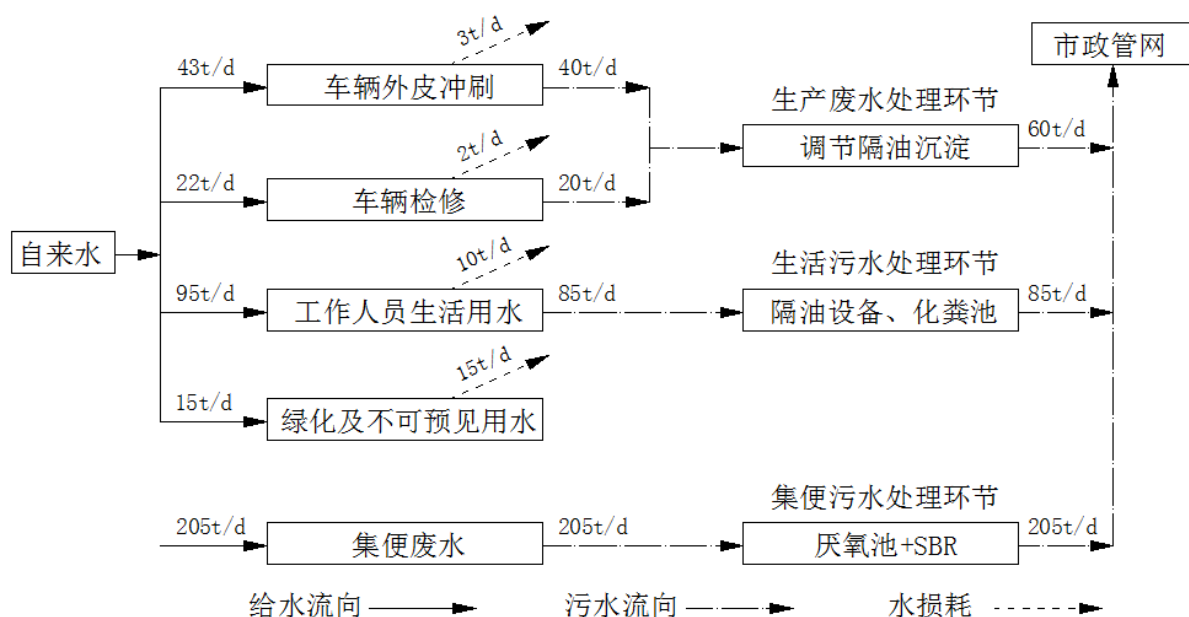 市政管网
3t/d
43t/d
车辆外皮冲刷
40t/d
生产废水处理环节
2t/d
调节隔油沉淀
60t/d
22t/d
车辆检修
20t/d
自来水
10t/d
生活污水处理环节
95t/d
工作人员生活用水
85t/d
隔油设备、化粪池
85t/d
15t/d
15t/d
绿化及不可预见用水
集便污水处理环节
205t/d
集便废水
205t/d
厌氧池+SBR
205t/d
给水流向
污水流向
水损耗